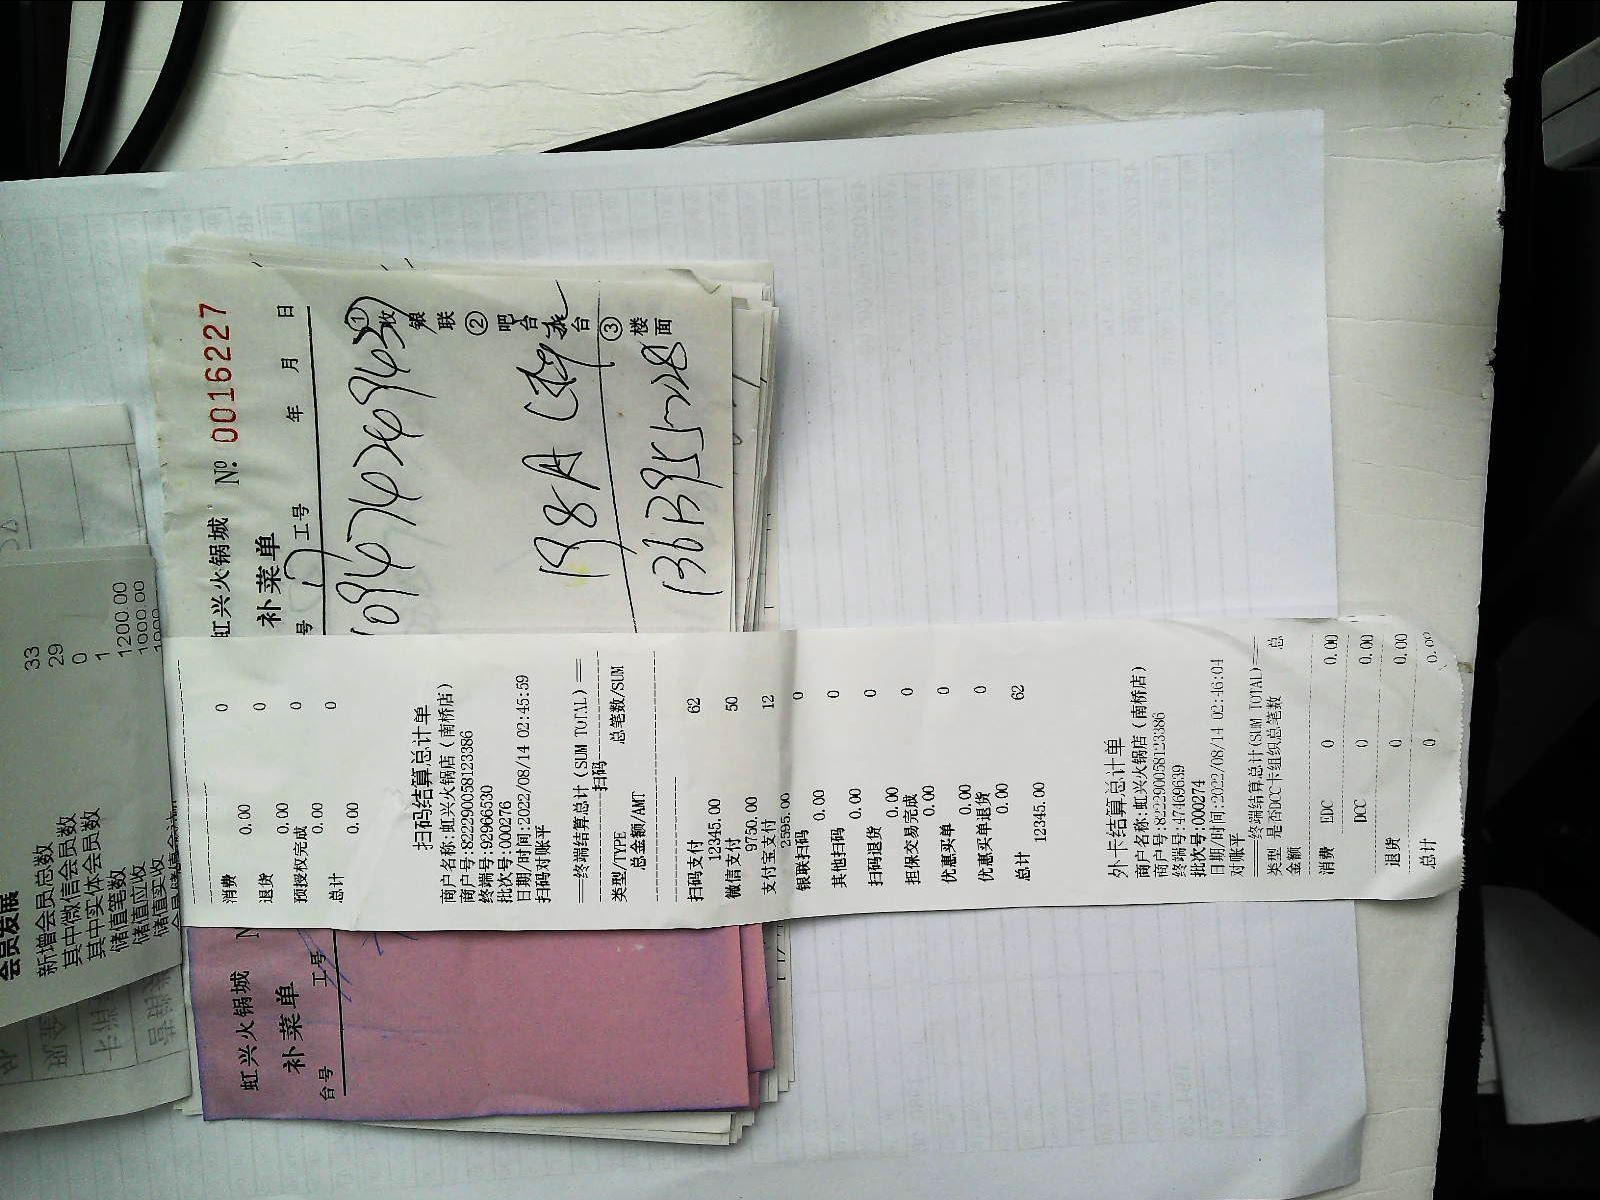 会员发展
新增会员总数 33
其中微信会员数 29
其中实体会员数 0
储值笔数 1
储值应收 1200.00
储值实收 1000.00
虹兴火锅城 Nº 0016227
补菜单
号 工号 年 月 日
①收银联
②吧台
③楼面
198A
虹兴火锅城
补菜单
台号 工号
消费 0
0.00
退货 0
0.00
预授权完成 0
0.00
总计 0
0.00
扫码结算总计单
商户名称:虹兴火锅店(南桥店)
商户号:822290058123386
终端号:92966530
批次号:000276
日期/时间:2022/08/14 02:45:59
扫码对账平
==终端结算总计(SUM TOTAL)==
扫码
类型/TYPE 总笔数/SUM
总金额/AMT
扫码支付 62
12345.00
微信支付 50
9750.00
支付宝支付 12
2595.00
银联扫码 0
0.00
其他扫码 0
0.00
扫码退货 0
0.00
担保交易完成 0
0.00
优惠买单 0
0.00
优惠买单退货 0
0.00
总计 62
12345.00
外卡结算总计单
商户名称:虹兴火锅店(南桥店)
商户号:822290058123386
终端号:47469639
批次号:000274
日期/时间:2022/08/14 02:46:04
对账平
==终端结算总计(SUM TOTAL)==
类型 是否DCC 卡组织总笔数 总
金额
消费 EDC 0 0.00
DCC 0 0.00
退货 0 0.00
总计 0 0.00